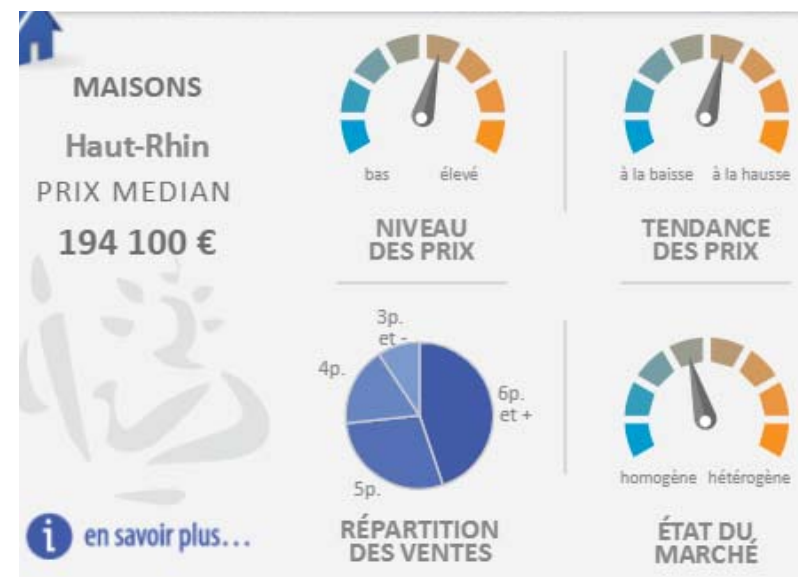 MAISONS
Haut-Rhin
PRIX MEDIAN
194 100 €
bas élevé
NIVEAU
DES PRIX
à la baisse à la hausse
TENDANCE
DES PRIX
3p.
et -
4p.
6p.
et +
5p.
RÉPARTITION
DES VENTES
homogène hétérogène
ÉTAT DU
MARCHÉ
i en savoir plus...